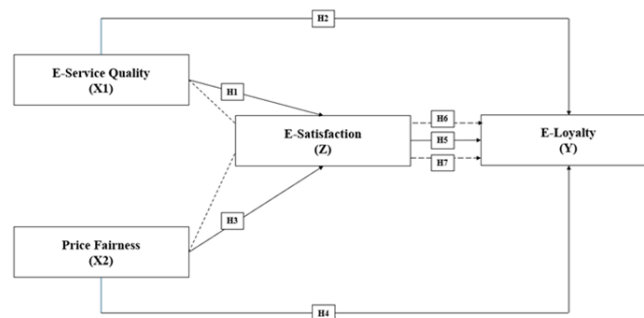 H2
E-Service Quality
(X1)
H1
H6
E-Satisfaction
(Z)
H5
E-Loyalty
(Y)
H7
H3
Price Fairness
(X2)
H4